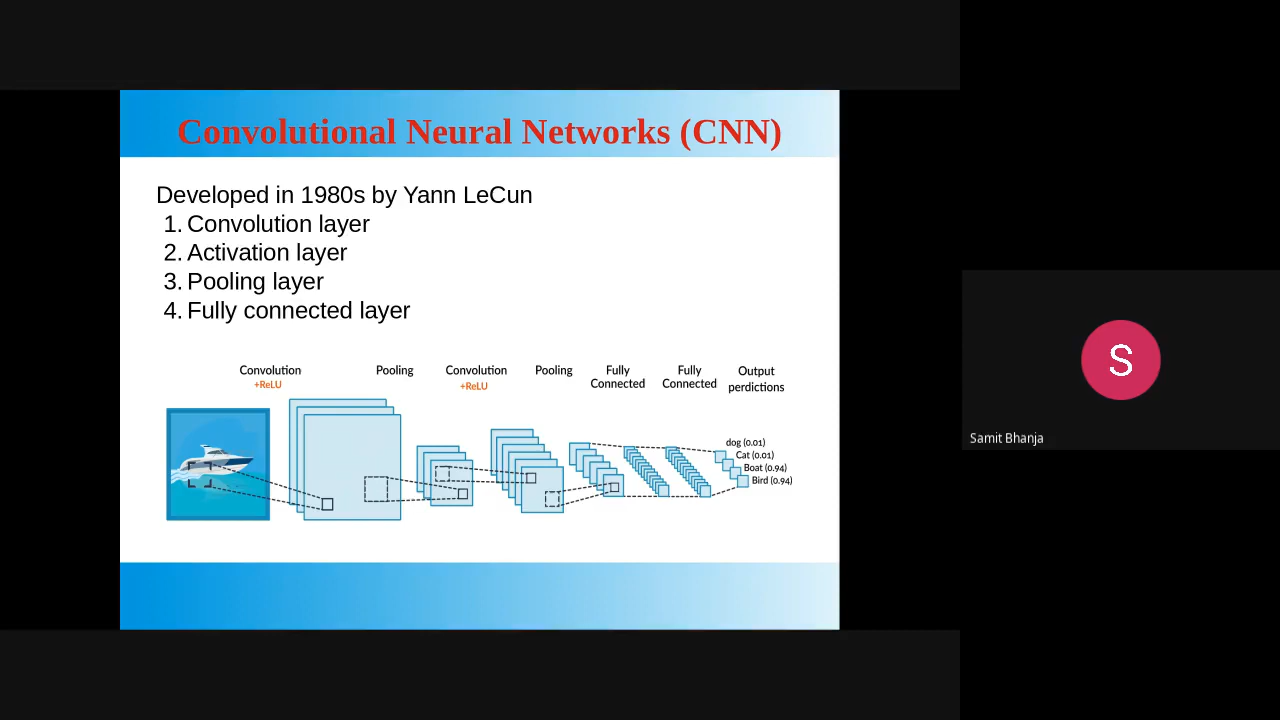 Convolutional Neural Networks (CNN)
Developed in 1980s by Yann LeCun
1. Convolution layer
2. Activation layer
3. Pooling layer
4. Fully connected layer
Convolution
+ReLU
Pooling
Convolution
+ReLU
Pooling
Fully
Connected
Fully
Connected
Output
perdictions
dog (0.01)
Cat (0.01)
Boat (0.94)
Bird (0.94)
S
Samit Bhanja